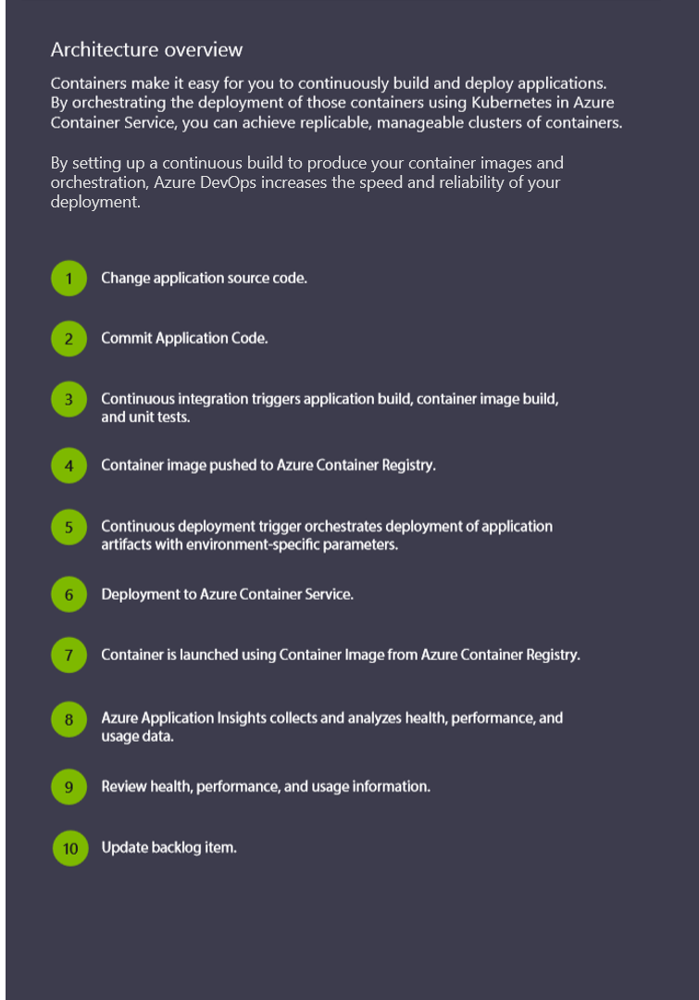 Architecture overview
Containers make it easy for you to continuously build and deploy applications.
By orchestrating the deployment of those containers using Kubernetes in Azure
Container Service, you can achieve replicable, manageable clusters of containers.
By setting up a continuous build to produce your container images and
orchestration, Azure DevOps increases the speed and reliability of your
deployment.
1 Change application source code.
2 Commit Application Code.
3 Continuous integration triggers application build, container image build,
and unit tests.
4 Container image pushed to Azure Container Registry.
5 Continuous deployment trigger orchestrates deployment of application
artifacts with environment-specific parameters.
6 Deployment to Azure Container Service.
7 Container is launched using Container Image from Azure Container Registry.
8 Azure Application Insights collects and analyzes health, performance, and
usage data.
9 Review health, performance, and usage information.
10 Update backlog item.